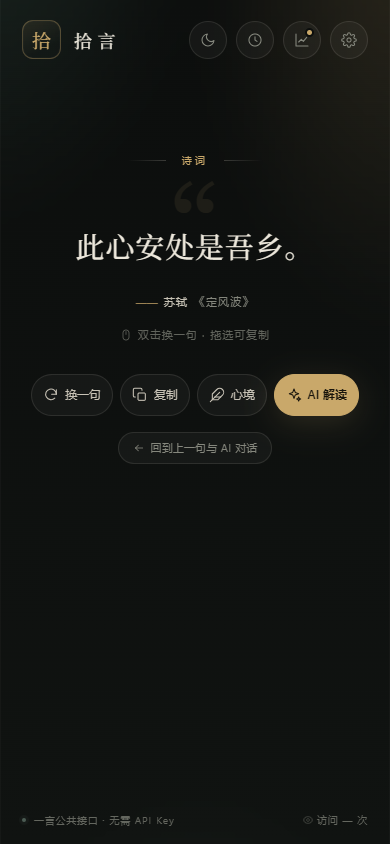 拾 拾言
诗词
“
此心安处是吾乡。
—— 苏轼 《定风波》
双击换一句 · 拖选可复制
换一句 复制 心境 AI 解读
← 回到上一句与 AI 对话
一言公共接口 · 无需 API Key 访问 — 次